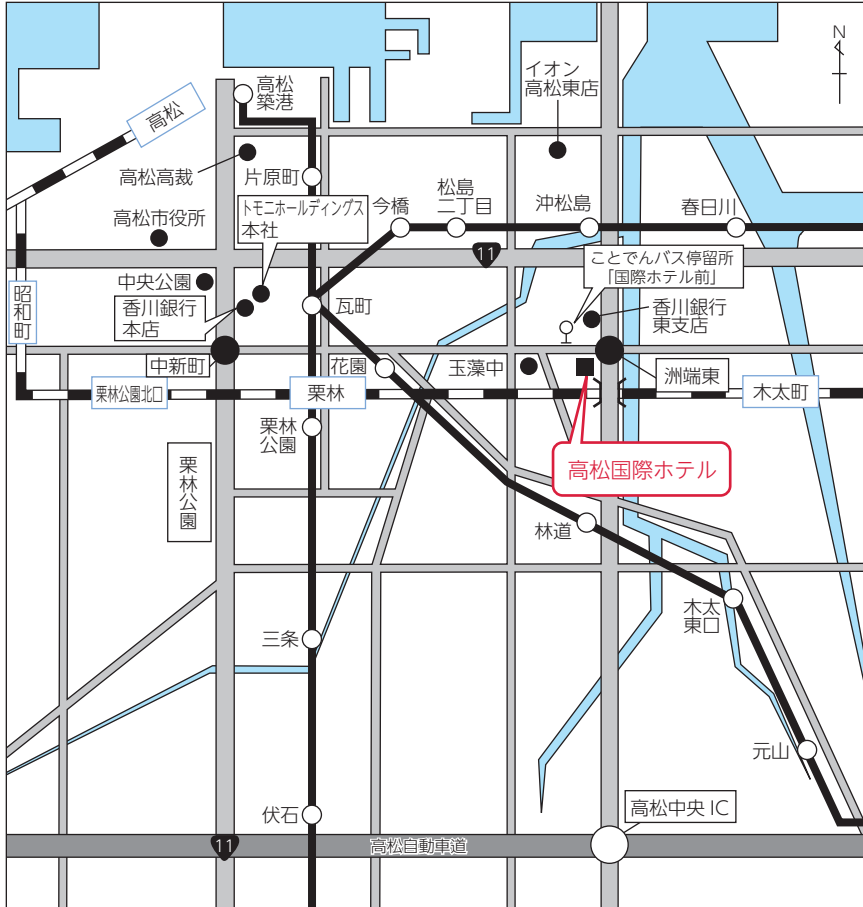 N
高松
築港
イオン
高松東店
高松
高松高裁
片原町
トモニホールディングス
本社
今橋
松島
二丁目
沖松島
春日川
高松市役所
11
ことでんバス停留所
「国際ホテル前」
中央公園
昭和町
香川銀行
本店
瓦町
香川銀行
東支店
中新町
花園
玉藻中
洲端東
栗林公園北口
栗林
木太町
栗林
公園
栗林公園
高松国際ホテル
林道
木太
東口
三条
元山
伏石
高松中央 IC
11
高松自動車道